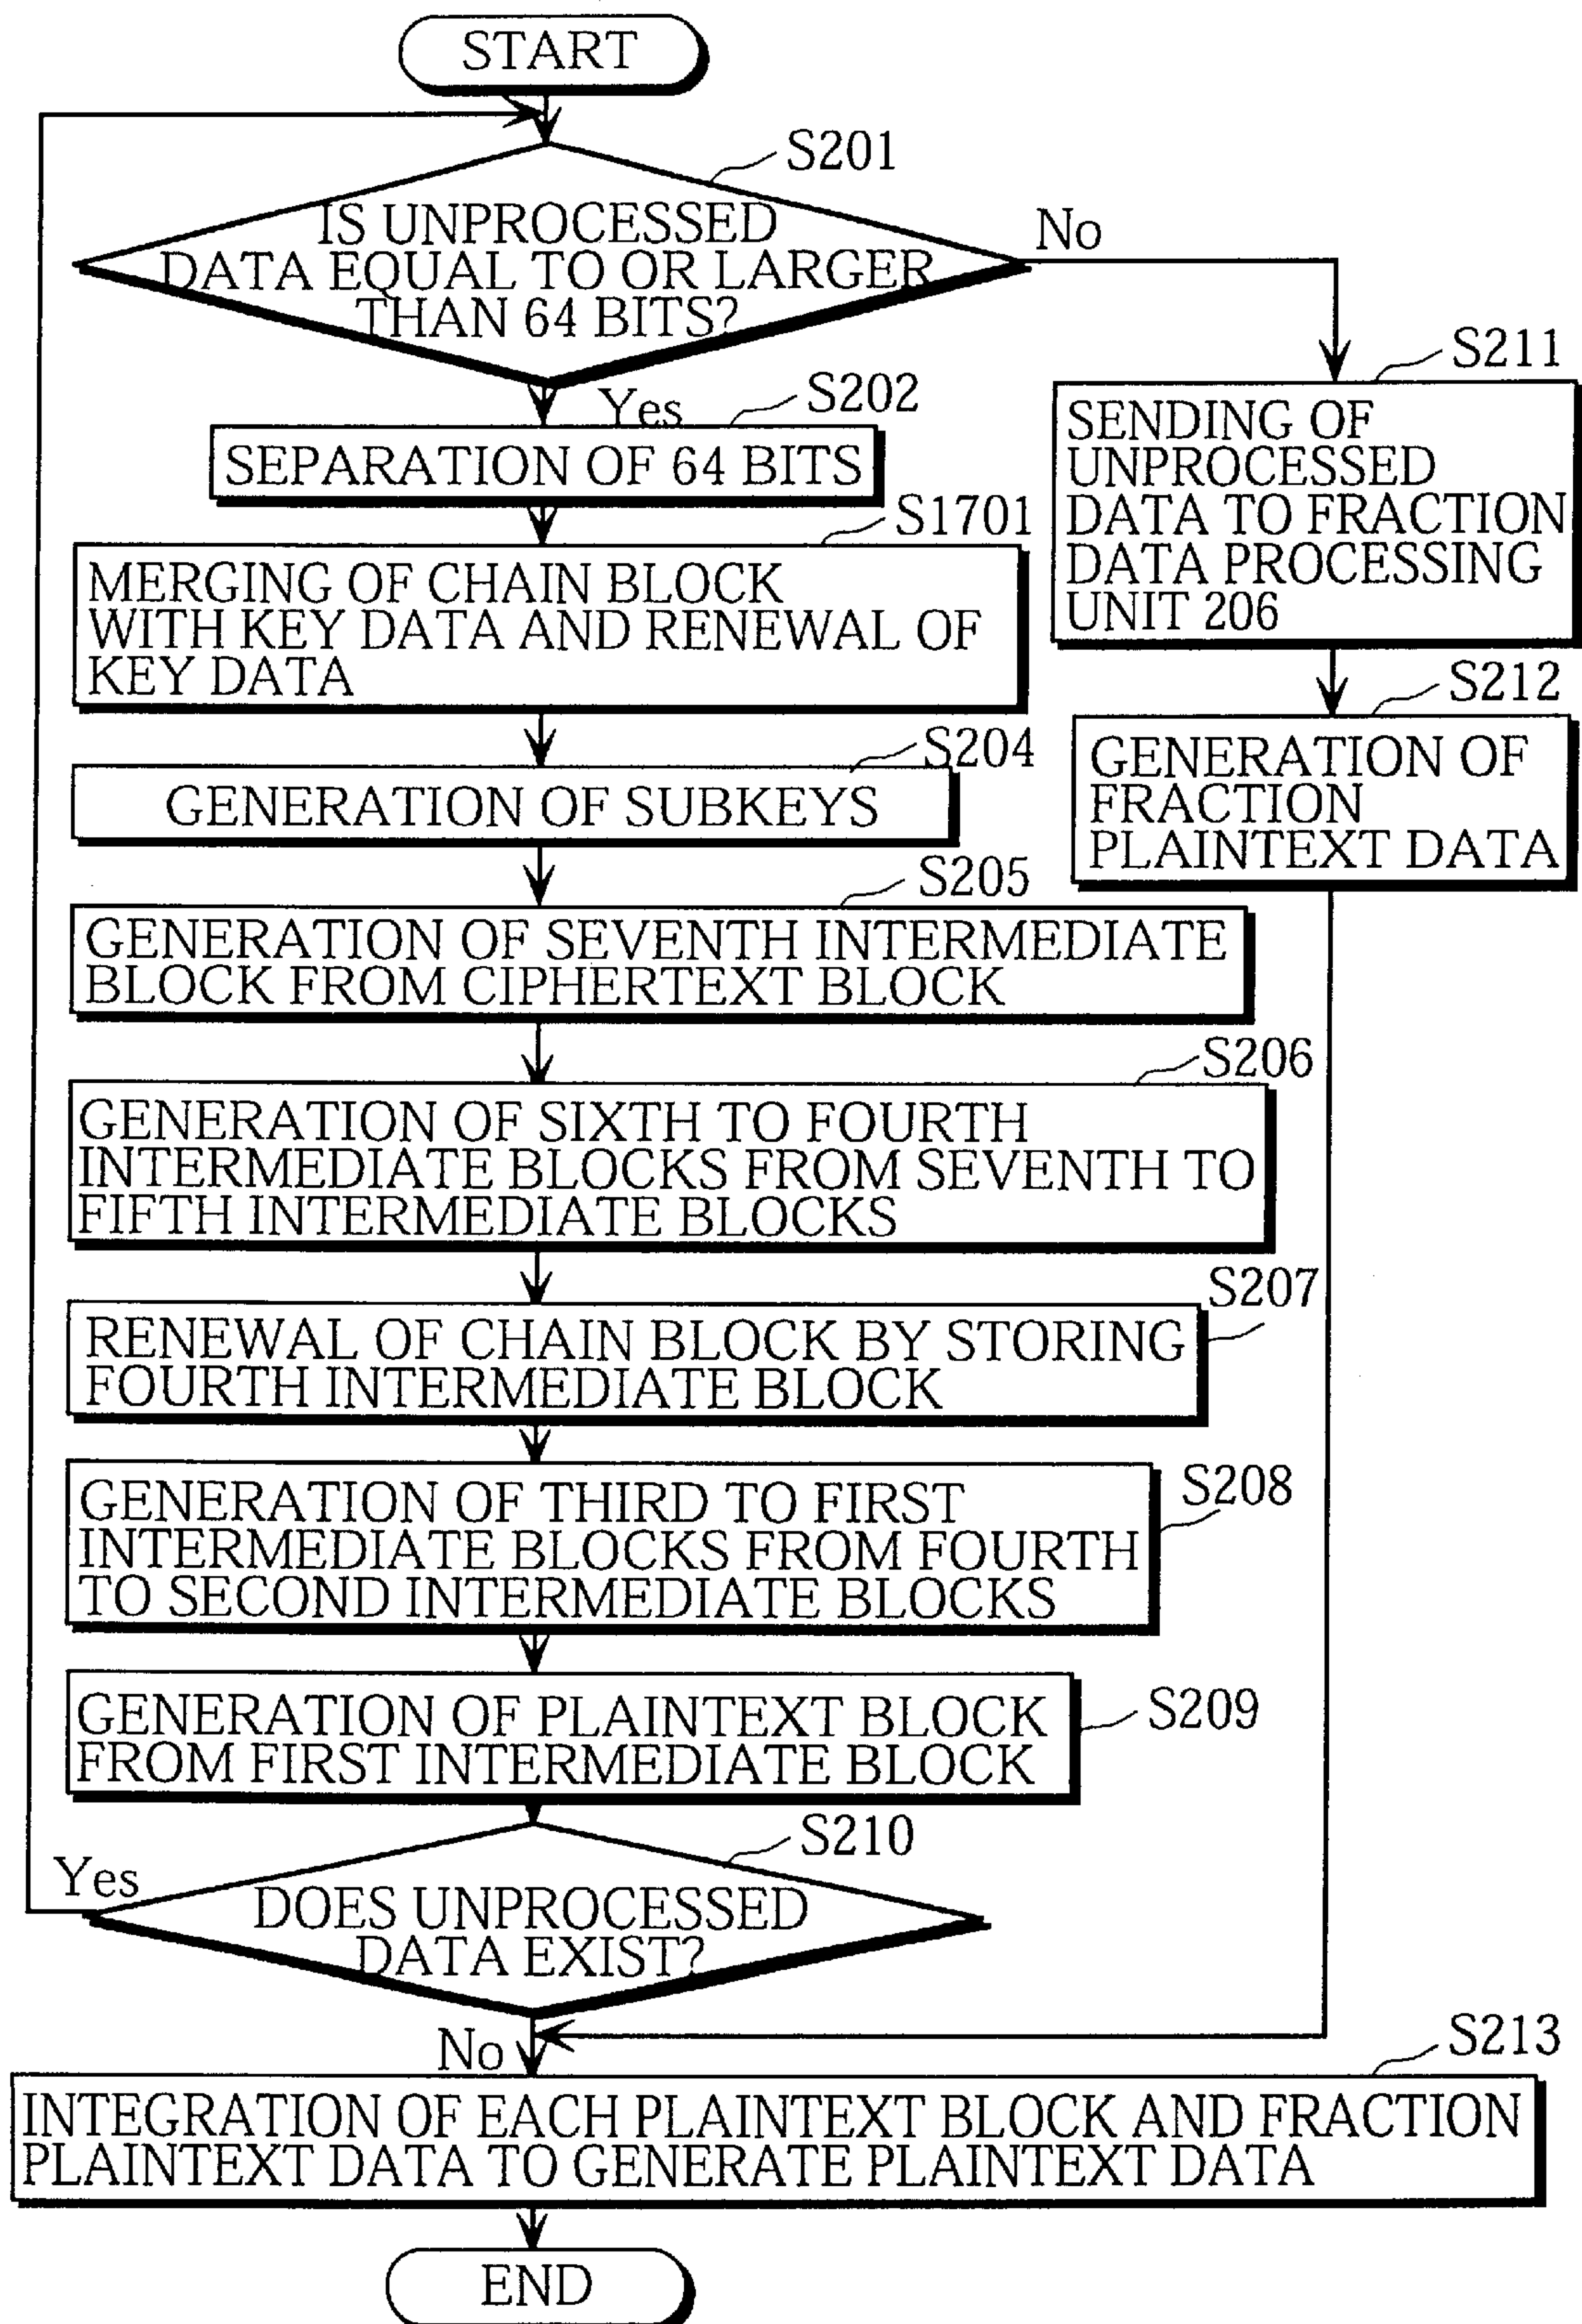 START
S201
IS UNPROCESSED
DATA EQUAL TO OR LARGER
THAN 64 BITS?
No
Yes
S202
SEPARATION OF 64 BITS
S1701
MERGING OF CHAIN BLOCK
WITH KEY DATA AND RENEWAL OF
KEY DATA
S204
GENERATION OF SUBKEYS
S205
GENERATION OF SEVENTH INTERMEDIATE
BLOCK FROM CIPHERTEXT BLOCK
S206
GENERATION OF SIXTH TO FOURTH
INTERMEDIATE BLOCKS FROM SEVENTH TO
FIFTH INTERMEDIATE BLOCKS
S207
RENEWAL OF CHAIN BLOCK BY STORING
FOURTH INTERMEDIATE BLOCK
S208
GENERATION OF THIRD TO FIRST
INTERMEDIATE BLOCKS FROM FOURTH
TO SECOND INTERMEDIATE BLOCKS
S209
GENERATION OF PLAINTEXT BLOCK
FROM FIRST INTERMEDIATE BLOCK
S210
Yes
DOES UNPROCESSED
DATA EXIST?
No
S211
SENDING OF
UNPROCESSED
DATA TO FRACTION
DATA PROCESSING
UNIT 206
S212
GENERATION OF
FRACTION
PLAINTEXT DATA
S213
INTEGRATION OF EACH PLAINTEXT BLOCK AND FRACTION
PLAINTEXT DATA TO GENERATE PLAINTEXT DATA
END